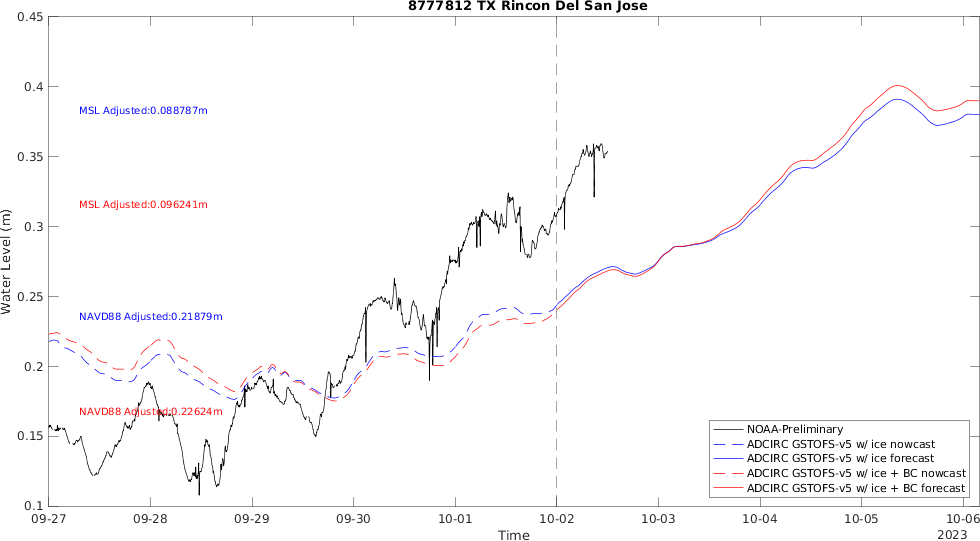 8777812 TX Rincon Del San Jose
0.45
0.4
0.35
0.3
0.25
0.2
0.15
0.1
Water Level (m)
MSL Adjusted:0.088787m
MSL Adjusted:0.096241m
NAVD88 Adjusted:0.21879m
NAVD88 Adjusted:0.22624m
NOAA-Preliminary
ADCIRC GSTOFS-v5 w/ ice nowcast
ADCIRC GSTOFS-v5 w/ ice forecast
ADCIRC GSTOFS-v5 w/ ice + BC nowcast
ADCIRC GSTOFS-v5 w/ ice + BC forecast
09-27 09-28 09-29 09-30 10-01 10-02 10-03 10-04 10-05 10-06
Time
2023